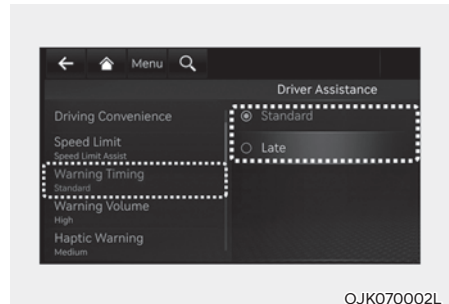 Menu
Driver Assistance
Driving Convenience
Speed Limit
Speed Limit Assist
Warning Timing
Standard
Warning Volume
High
Haptic Warning
Medium
Standard
Late
OJK070002L